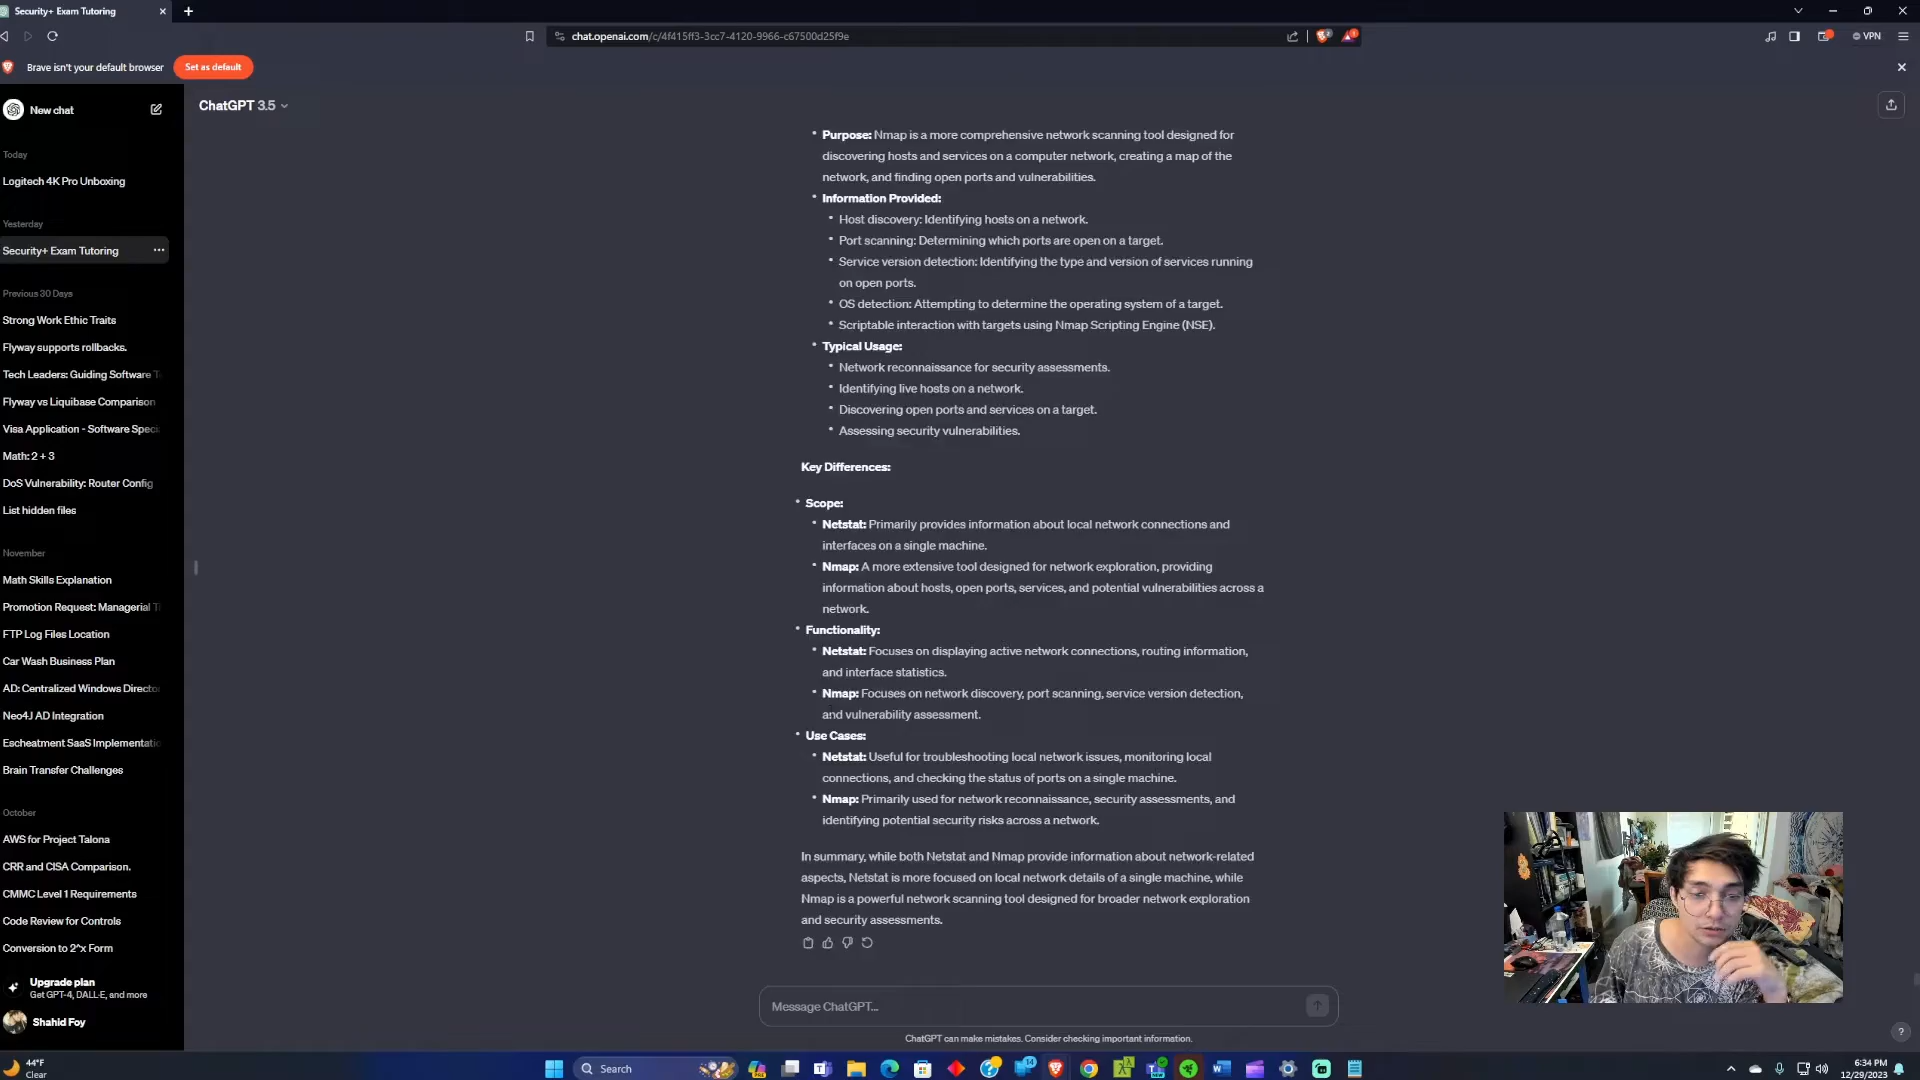 Security+ Exam Tutoring
chat.openai.com/c/4f415ff3-3cc7-4120-9966-c67500d25f9e
VPN
Brave isn't your default browser
Set as default
New chat
ChatGPT 3.5
Today
Logitech 4K Pro Unboxing
Yesterday
Security+ Exam Tutoring
Previous 30 Days
Strong Work Ethic Traits
Flyway supports rollbacks.
Tech Leaders: Guiding Software T
Flyway vs Liquibase Comparison
Visa Application - Software Speci
Math: 2 + 3
DoS Vulnerability: Router Config
List hidden files
November
Math Skills Explanation
Promotion Request: Managerial T
FTP Log Files Location
Car Wash Business Plan
AD: Centralized Windows Directo
Neo4J AD Integration
Escheatment SaaS Implementatio
Brain Transfer Challenges
October
AWS for Project Talona
CRR and CISA Comparison.
CMMC Level 1 Requirements
Code Review for Controls
Conversion to 2^x Form
Upgrade plan
Get GPT-4, DALL·E, and more
Shahid Foy
• Purpose: Nmap is a more comprehensive network scanning tool designed for
discovering hosts and services on a computer network, creating a map of the
network, and finding open ports and vulnerabilities.
• Information Provided:
• Host discovery: Identifying hosts on a network.
• Port scanning: Determining which ports are open on a target.
• Service version detection: Identifying the type and version of services running
on open ports.
• OS detection: Attempting to determine the operating system of a target.
• Scriptable interaction with targets using Nmap Scripting Engine (NSE).
• Typical Usage:
• Network reconnaissance for security assessments.
• Identifying live hosts on a network.
• Discovering open ports and services on a target.
• Assessing security vulnerabilities.
Key Differences:
• Scope:
• Netstat: Primarily provides information about local network connections and
interfaces on a single machine.
• Nmap: A more extensive tool designed for network exploration, providing
information about hosts, open ports, services, and potential vulnerabilities across a
network.
• Functionality:
• Netstat: Focuses on displaying active network connections, routing information,
and interface statistics.
• Nmap: Focuses on network discovery, port scanning, service version detection,
and vulnerability assessment.
• Use Cases:
• Netstat: Useful for troubleshooting local network issues, monitoring local
connections, and checking the status of ports on a single machine.
• Nmap: Primarily used for network reconnaissance, security assessments, and
identifying potential security risks across a network.
In summary, while both Netstat and Nmap provide information about network-related
aspects, Netstat is more focused on local network details of a single machine, while
Nmap is a powerful network scanning tool designed for broader network exploration
and security assessments.
Message ChatGPT...
ChatGPT can make mistakes. Consider checking important information.
?
44°F
Clear
Search
14
6:34 PM
12/29/2023